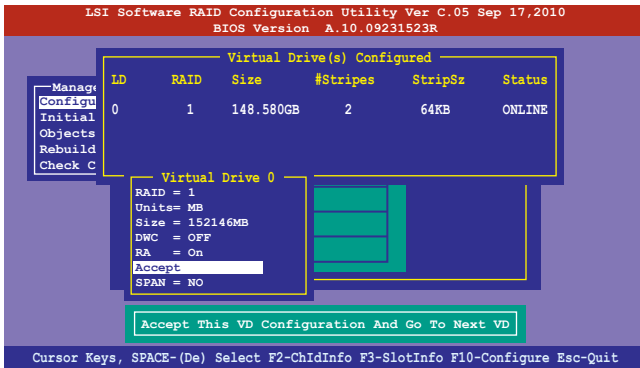 LSI Software RAID Configuration Utility Ver C.05 Sep 17,2010
BIOS Version A.10.09231523R
Virtual Drive(s) Configured
LD RAID Size #Stripes StripSz Status
0 1 148.580GB 2 64KB ONLINE
Manage
Configu
Initial
Objects
Rebuild
Check C
Virtual Drive 0
RAID = 1
Units= MB
Size = 152146MB
DWC = OFF
RA = On
Accept
SPAN = NO
Accept This VD Configuration And Go To Next VD
Cursor Keys, SPACE-(De) Select F2-ChIdInfo F3-SlotInfo F10-Configure Esc-Quit